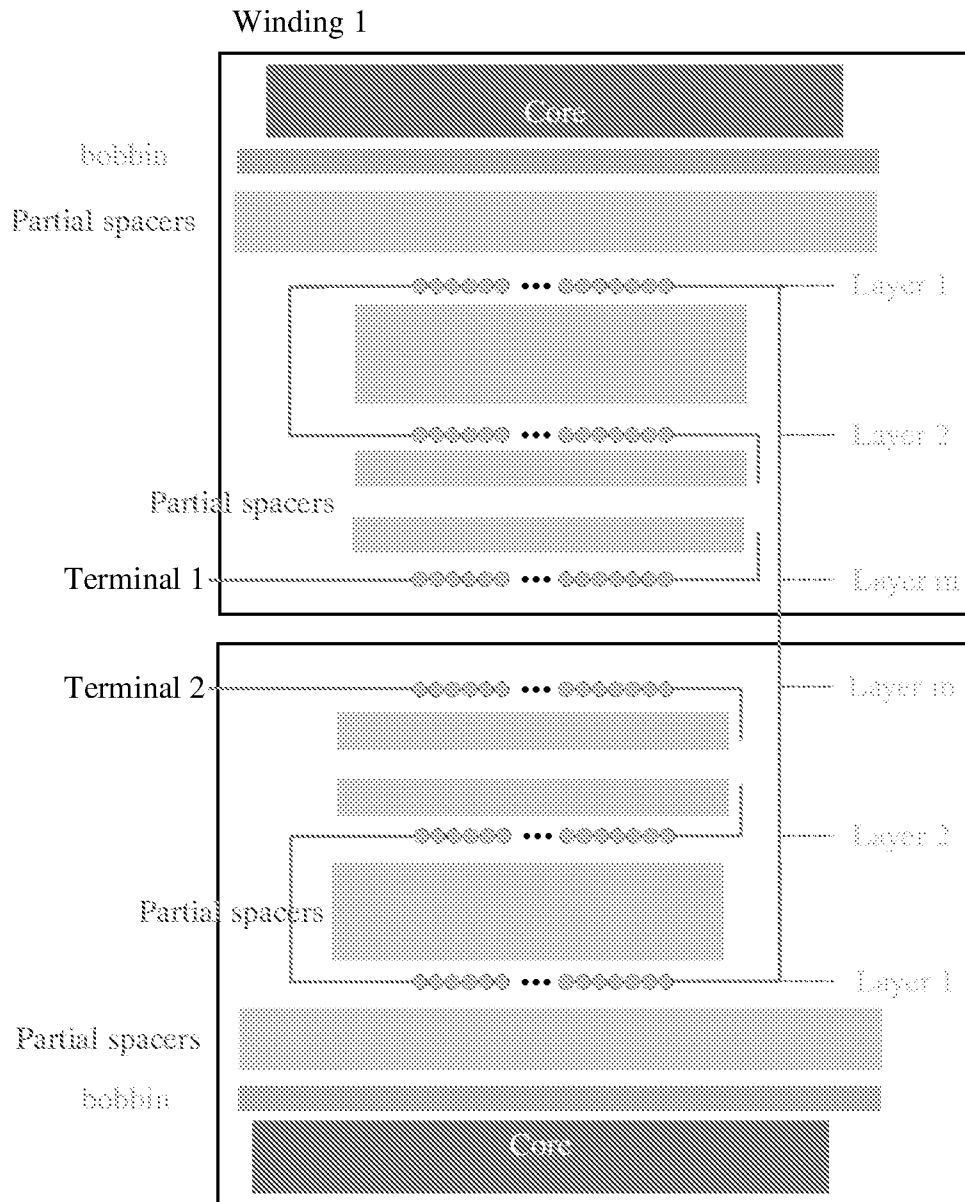 Winding 1
Core
bobbin
Partial spacers
Layer 1
Layer 2
Partial spacers
Terminal 1
Layer m
Terminal 2
Layer m
Layer 2
Partial spacers
Layer 1
Partial spacers
bobbin
Core